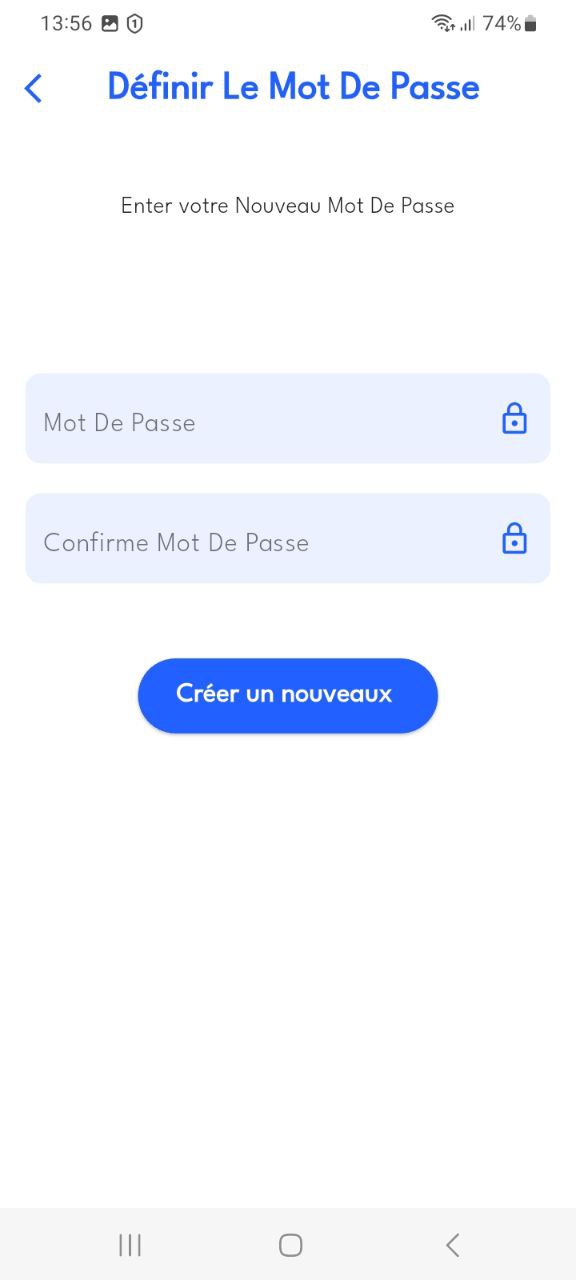 13:56
74%
Définir Le Mot De Passe
Enter votre Nouveau Mot De Passe
Mot De Passe
Confirme Mot De Passe
Créer un nouveaux